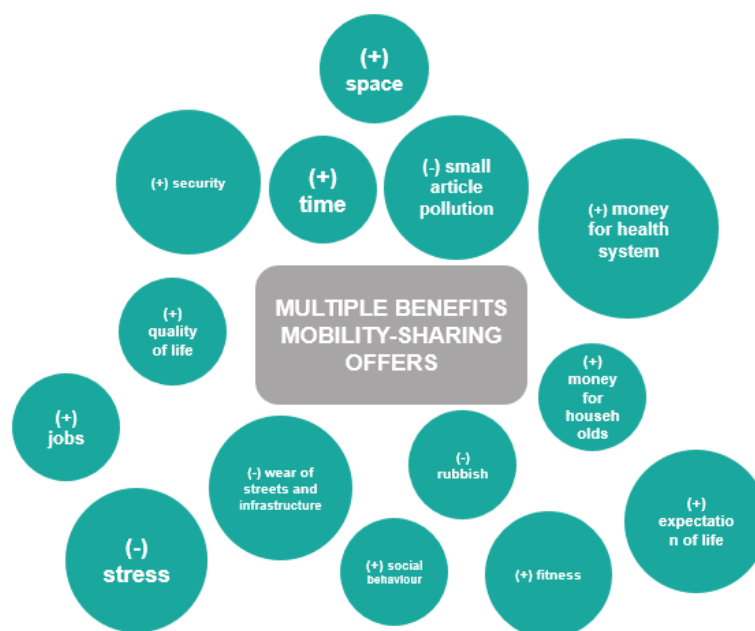 (+)
space
(+) security
(+)
time
(-) small
article
pollution
(+) money
for health
system
(+)
quality
of life
MULTIPLE BENEFITS
MOBILITY-SHARING
OFFERS
(+)
money
for
househ
olds
(+)
jobs
(-) wear of
streets and
infrastructure
(-)
rubbish
(+)
expectatio
n of life
(-)
stress
(+) social
behaviour
(+) fitness